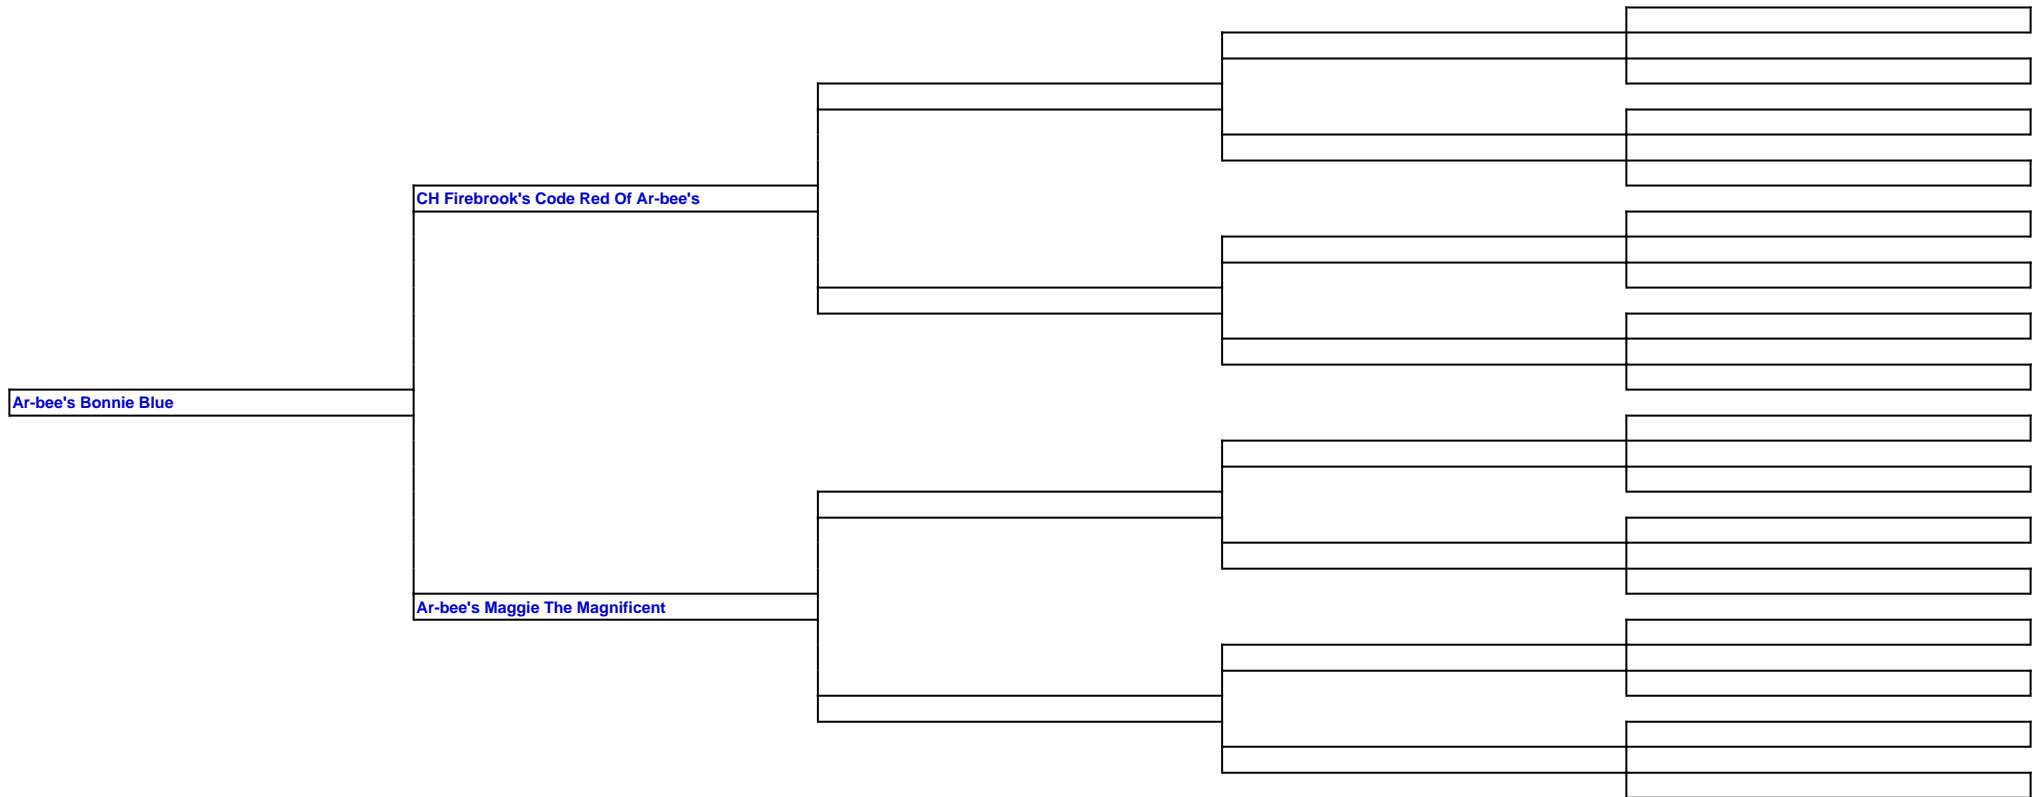 CH Firebrook's Code Red Of Ar-bee's
Ar-bee's Bonnie Blue
Ar-bee's Maggie The Magnificent